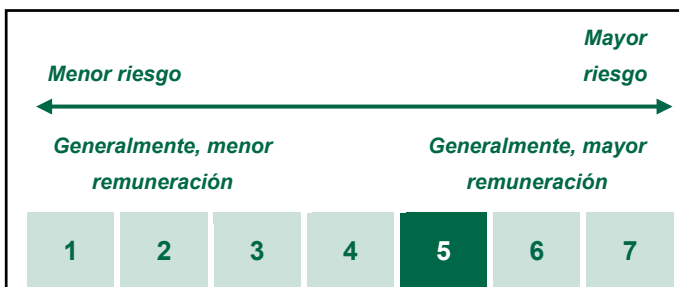 Menor riesgo
Mayor
riesgo
Generalmente, menor
remuneración
Generalmente, mayor
remuneración
1 2 3 4 5 6 7